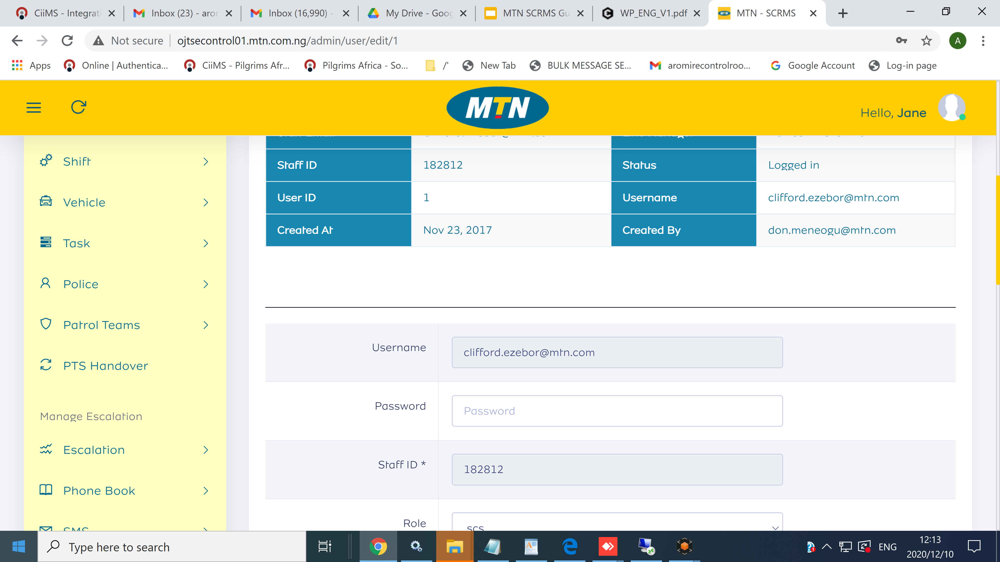 CiiMS - Integrati
Inbox (23) - aror
Inbox (16,990) -
My Drive - Goog
MTN SCRMS Gu
WP_ENG_V1.pdf
MTN - SCRMS
Not secure
ojtsecontrol01.mtn.com.ng/admin/user/edit/1
A
Apps
Online | Authentica...
CiiMS - Pilgrims Afr...
Pilgrims Africa - So...
/'
New Tab
BULK MESSAGE SE...
aromirecontrolroo...
Google Account
Log-in page
MTN
Hello, Jane
Shift
Vehicle
Task
Police
Patrol Teams
PTS Handover
Manage Escalation
Escalation
Phone Book
SMS
Staff ID 182812 Status Logged in
User ID 1 Username clifford.ezebor@mtn.com
Created At Nov 23, 2017 Created By don.meneogu@mtn.com
Username clifford.ezebor@mtn.com
Password Password
Staff ID * 182812
Role scs
Type here to search
ENG
12:13
2020/12/10